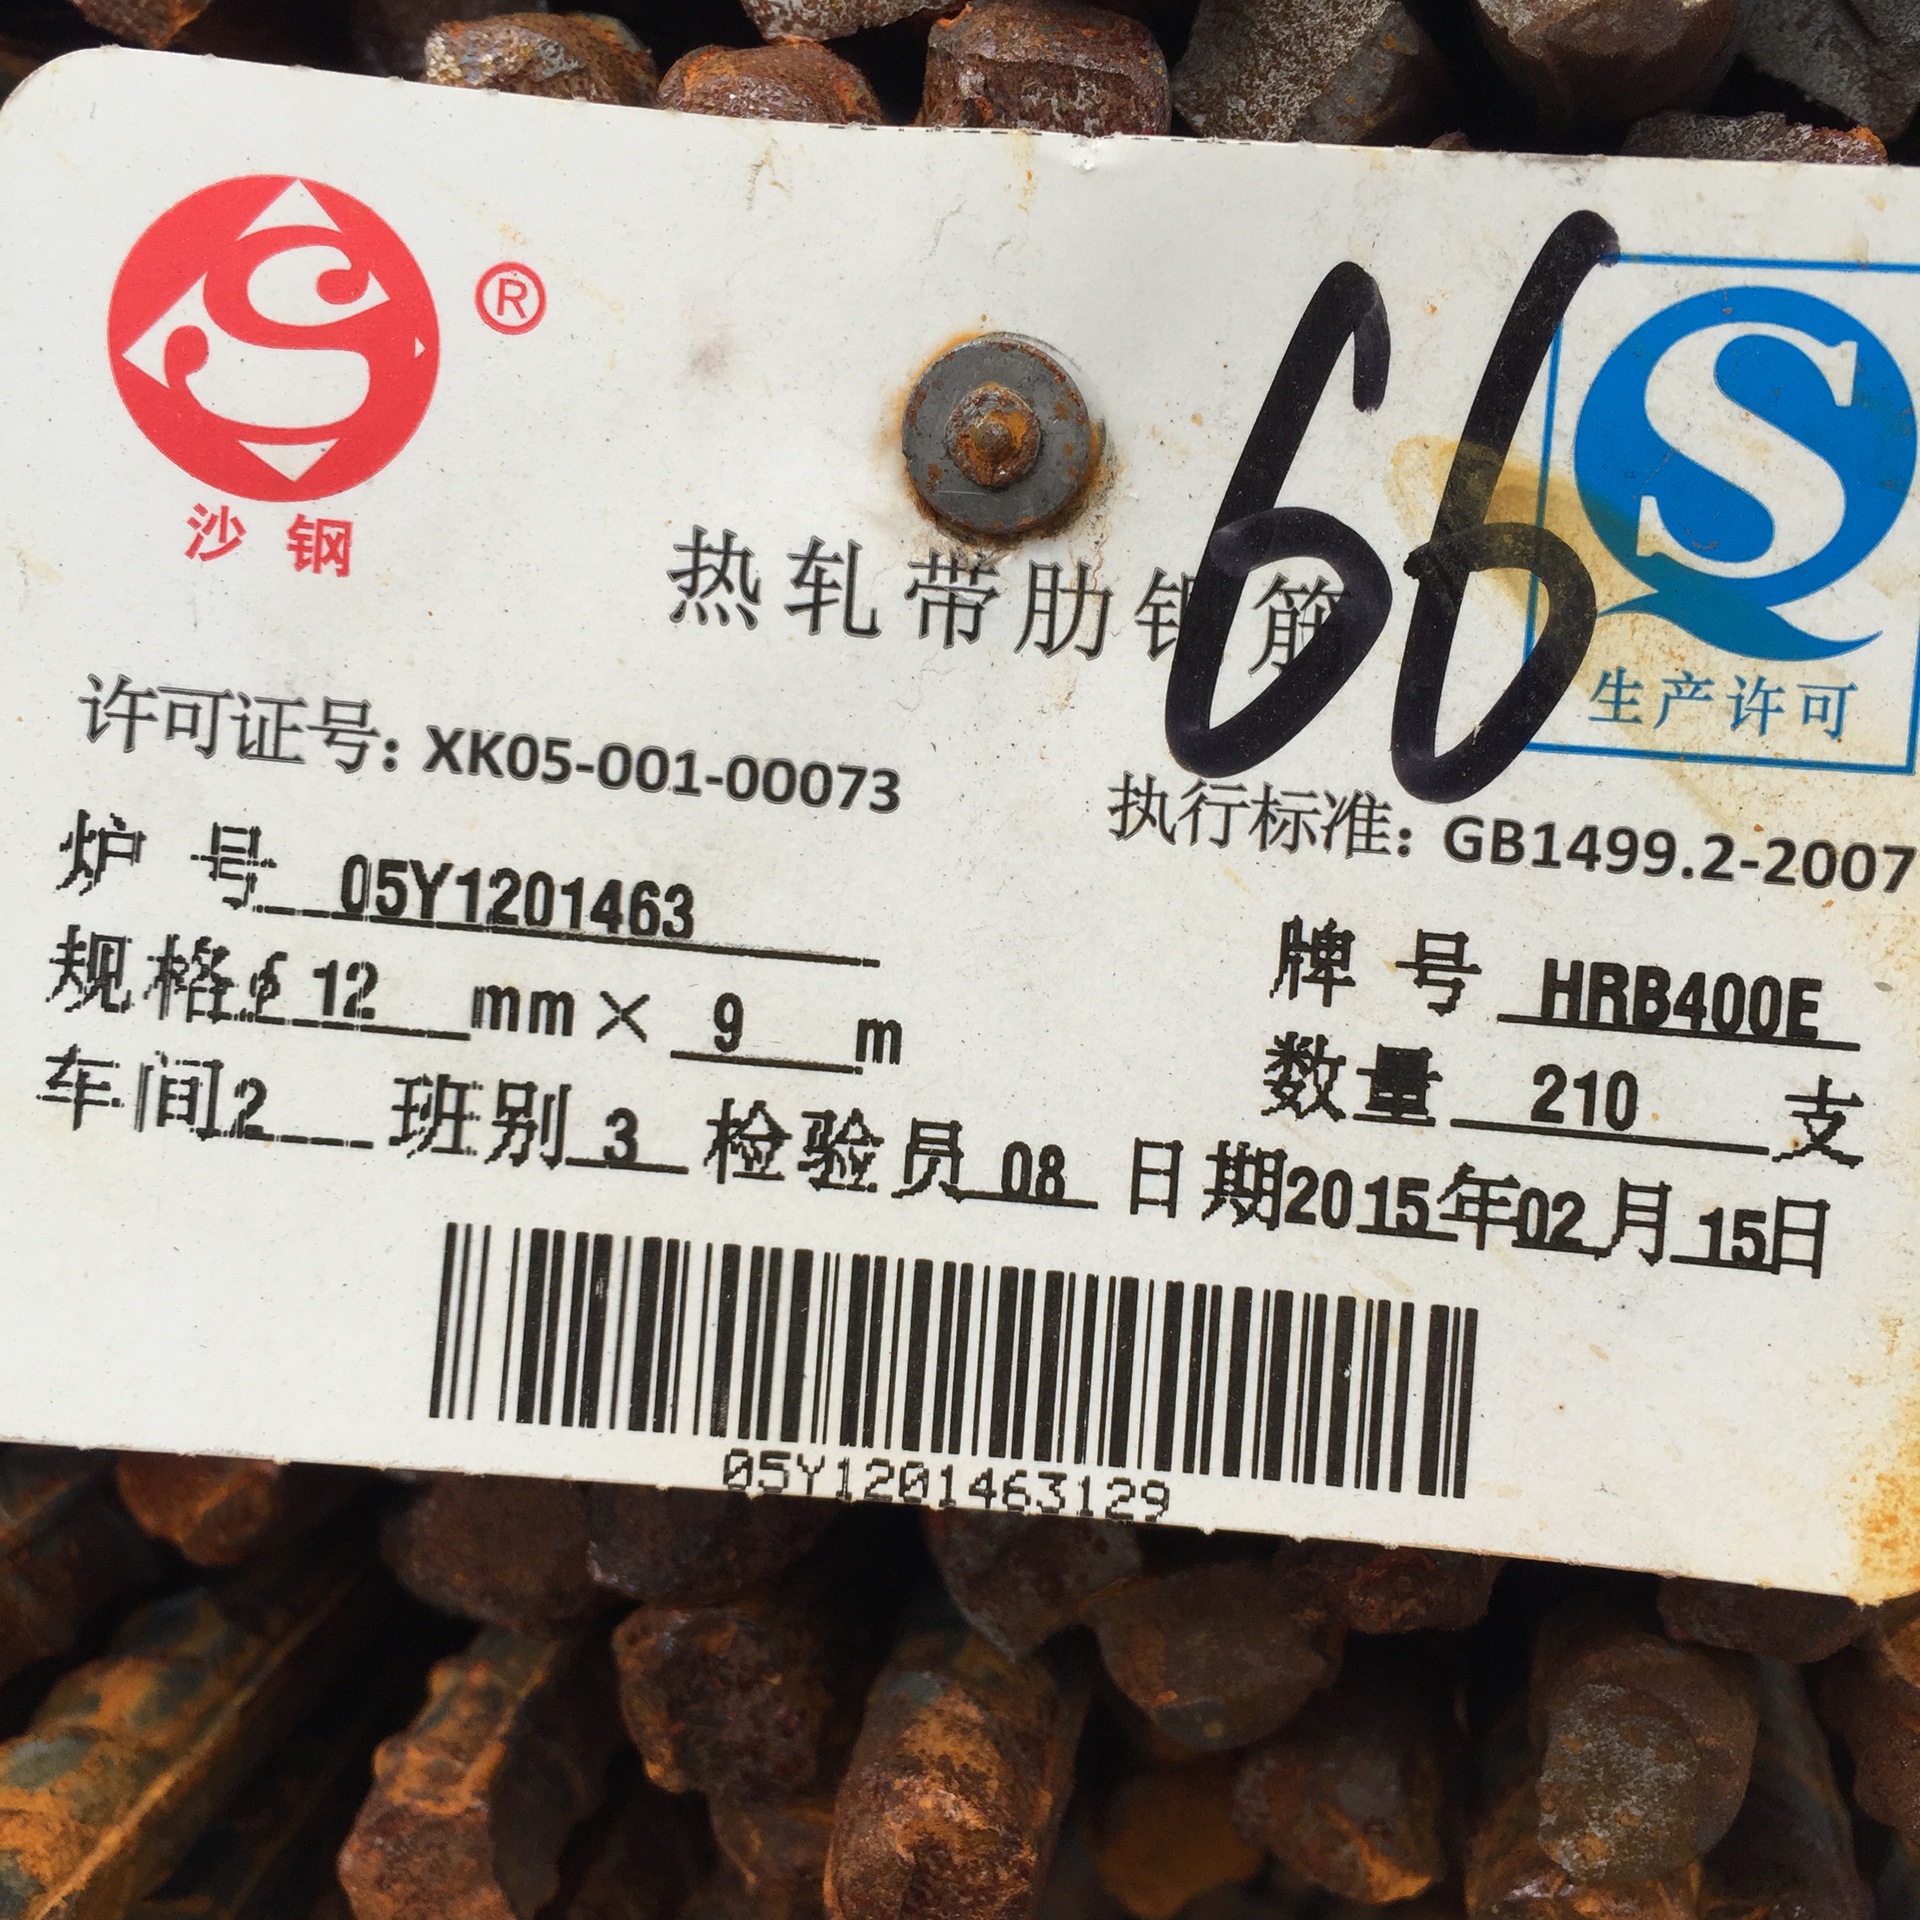 沙钢
®
66
热轧带肋钢筋
生产许可
许可证号: XK05-001-00073
执行标准: GB1499.2-2007
炉号 05Y1201463
牌号 HRB400E
规格ϕ 12 mm × 9 m
数量 210 支
车间2 班别 3 检验员 08 日期2015年02月15日
05Y1201463129